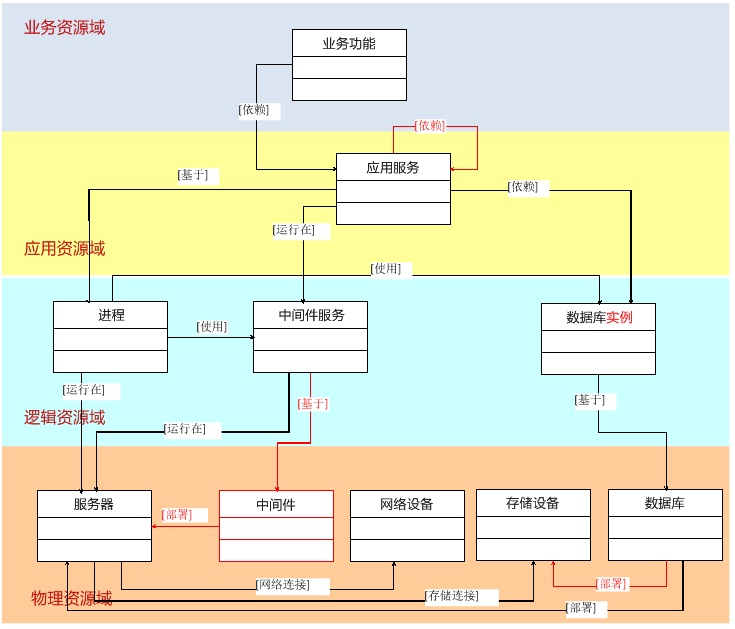 业务资源域
业务功能
[依赖]
[依赖]
应用服务
[基于]
[依赖]
[运行在]
应用资源域
[使用]
进程
中间件服务
数据库实例
[使用]
[运行在]
[基于]
[基于]
逻辑资源域
[运行在]
服务器
中间件
网络设备
存储设备
数据库
[部署]
[网络连接]
[部署]
物理资源域
[存储连接]
[部署]